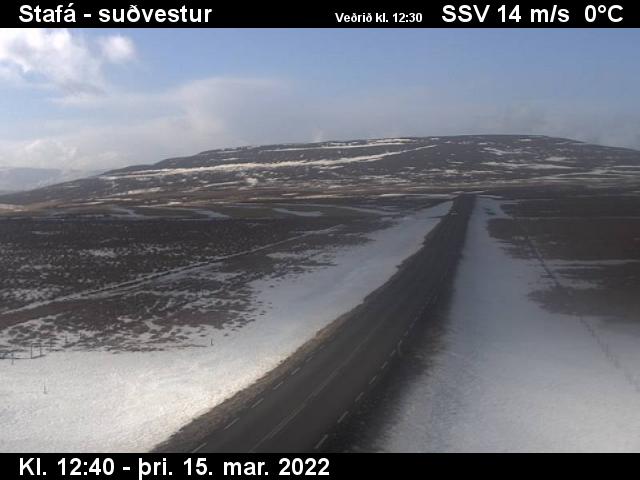 Stafá - suðvestur Veðrið kl. 12:30 SSV 14 m/s 0°C
Kl. 12:40 - þri. 15. mar. 2022